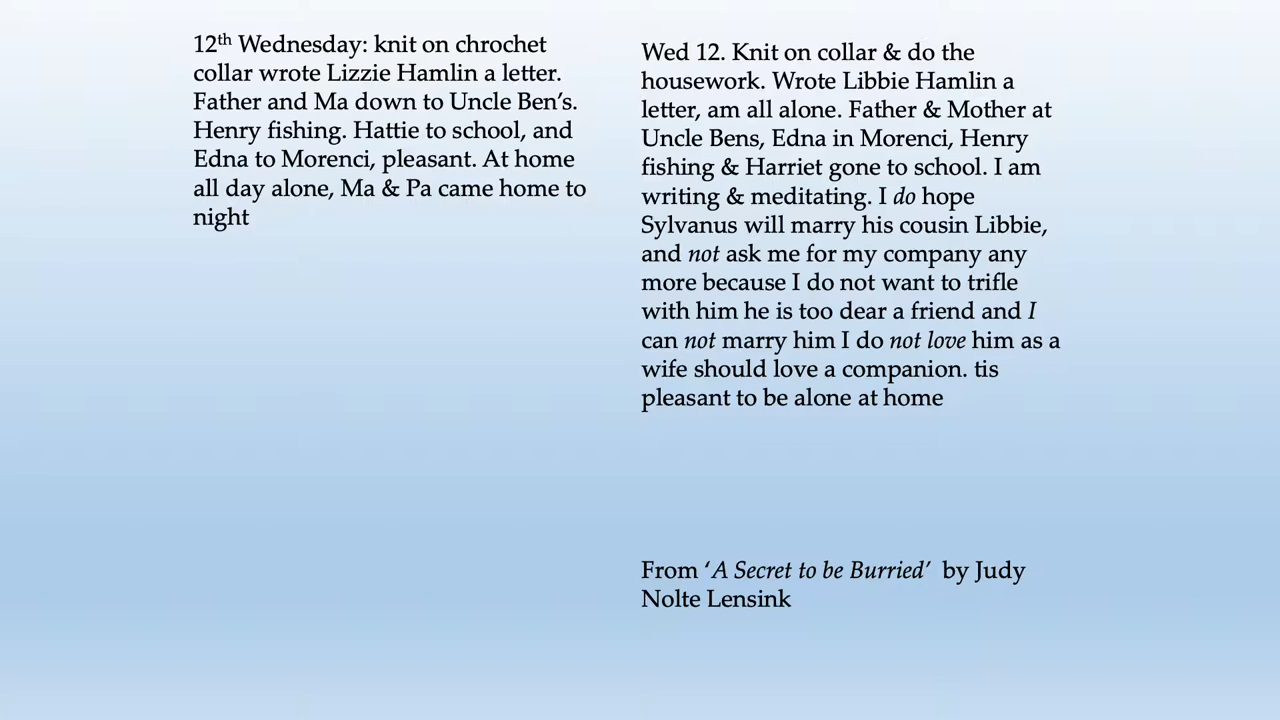 12th Wednesday: knit on chrochet
collar wrote Lizzie Hamlin a letter.
Father and Ma down to Uncle Ben’s.
Henry fishing. Hattie to school, and
Edna to Morenci, pleasant. At home
all day alone, Ma & Pa came home to
night
Wed 12. Knit on collar & do the
housework. Wrote Libbie Hamlin a
letter, am all alone. Father & Mother at
Uncle Bens, Edna in Morenci, Henry
fishing & Harriet gone to school. I am
writing & meditating. I do hope
Sylvanus will marry his cousin Libbie,
and not ask me for my company any
more because I do not want to trifle
with him he is too dear a friend and I
can not marry him I do not love him as a
wife should love a companion. tis
pleasant to be alone at home
From ‘A Secret to be Burried’ by Judy
Nolte Lensink